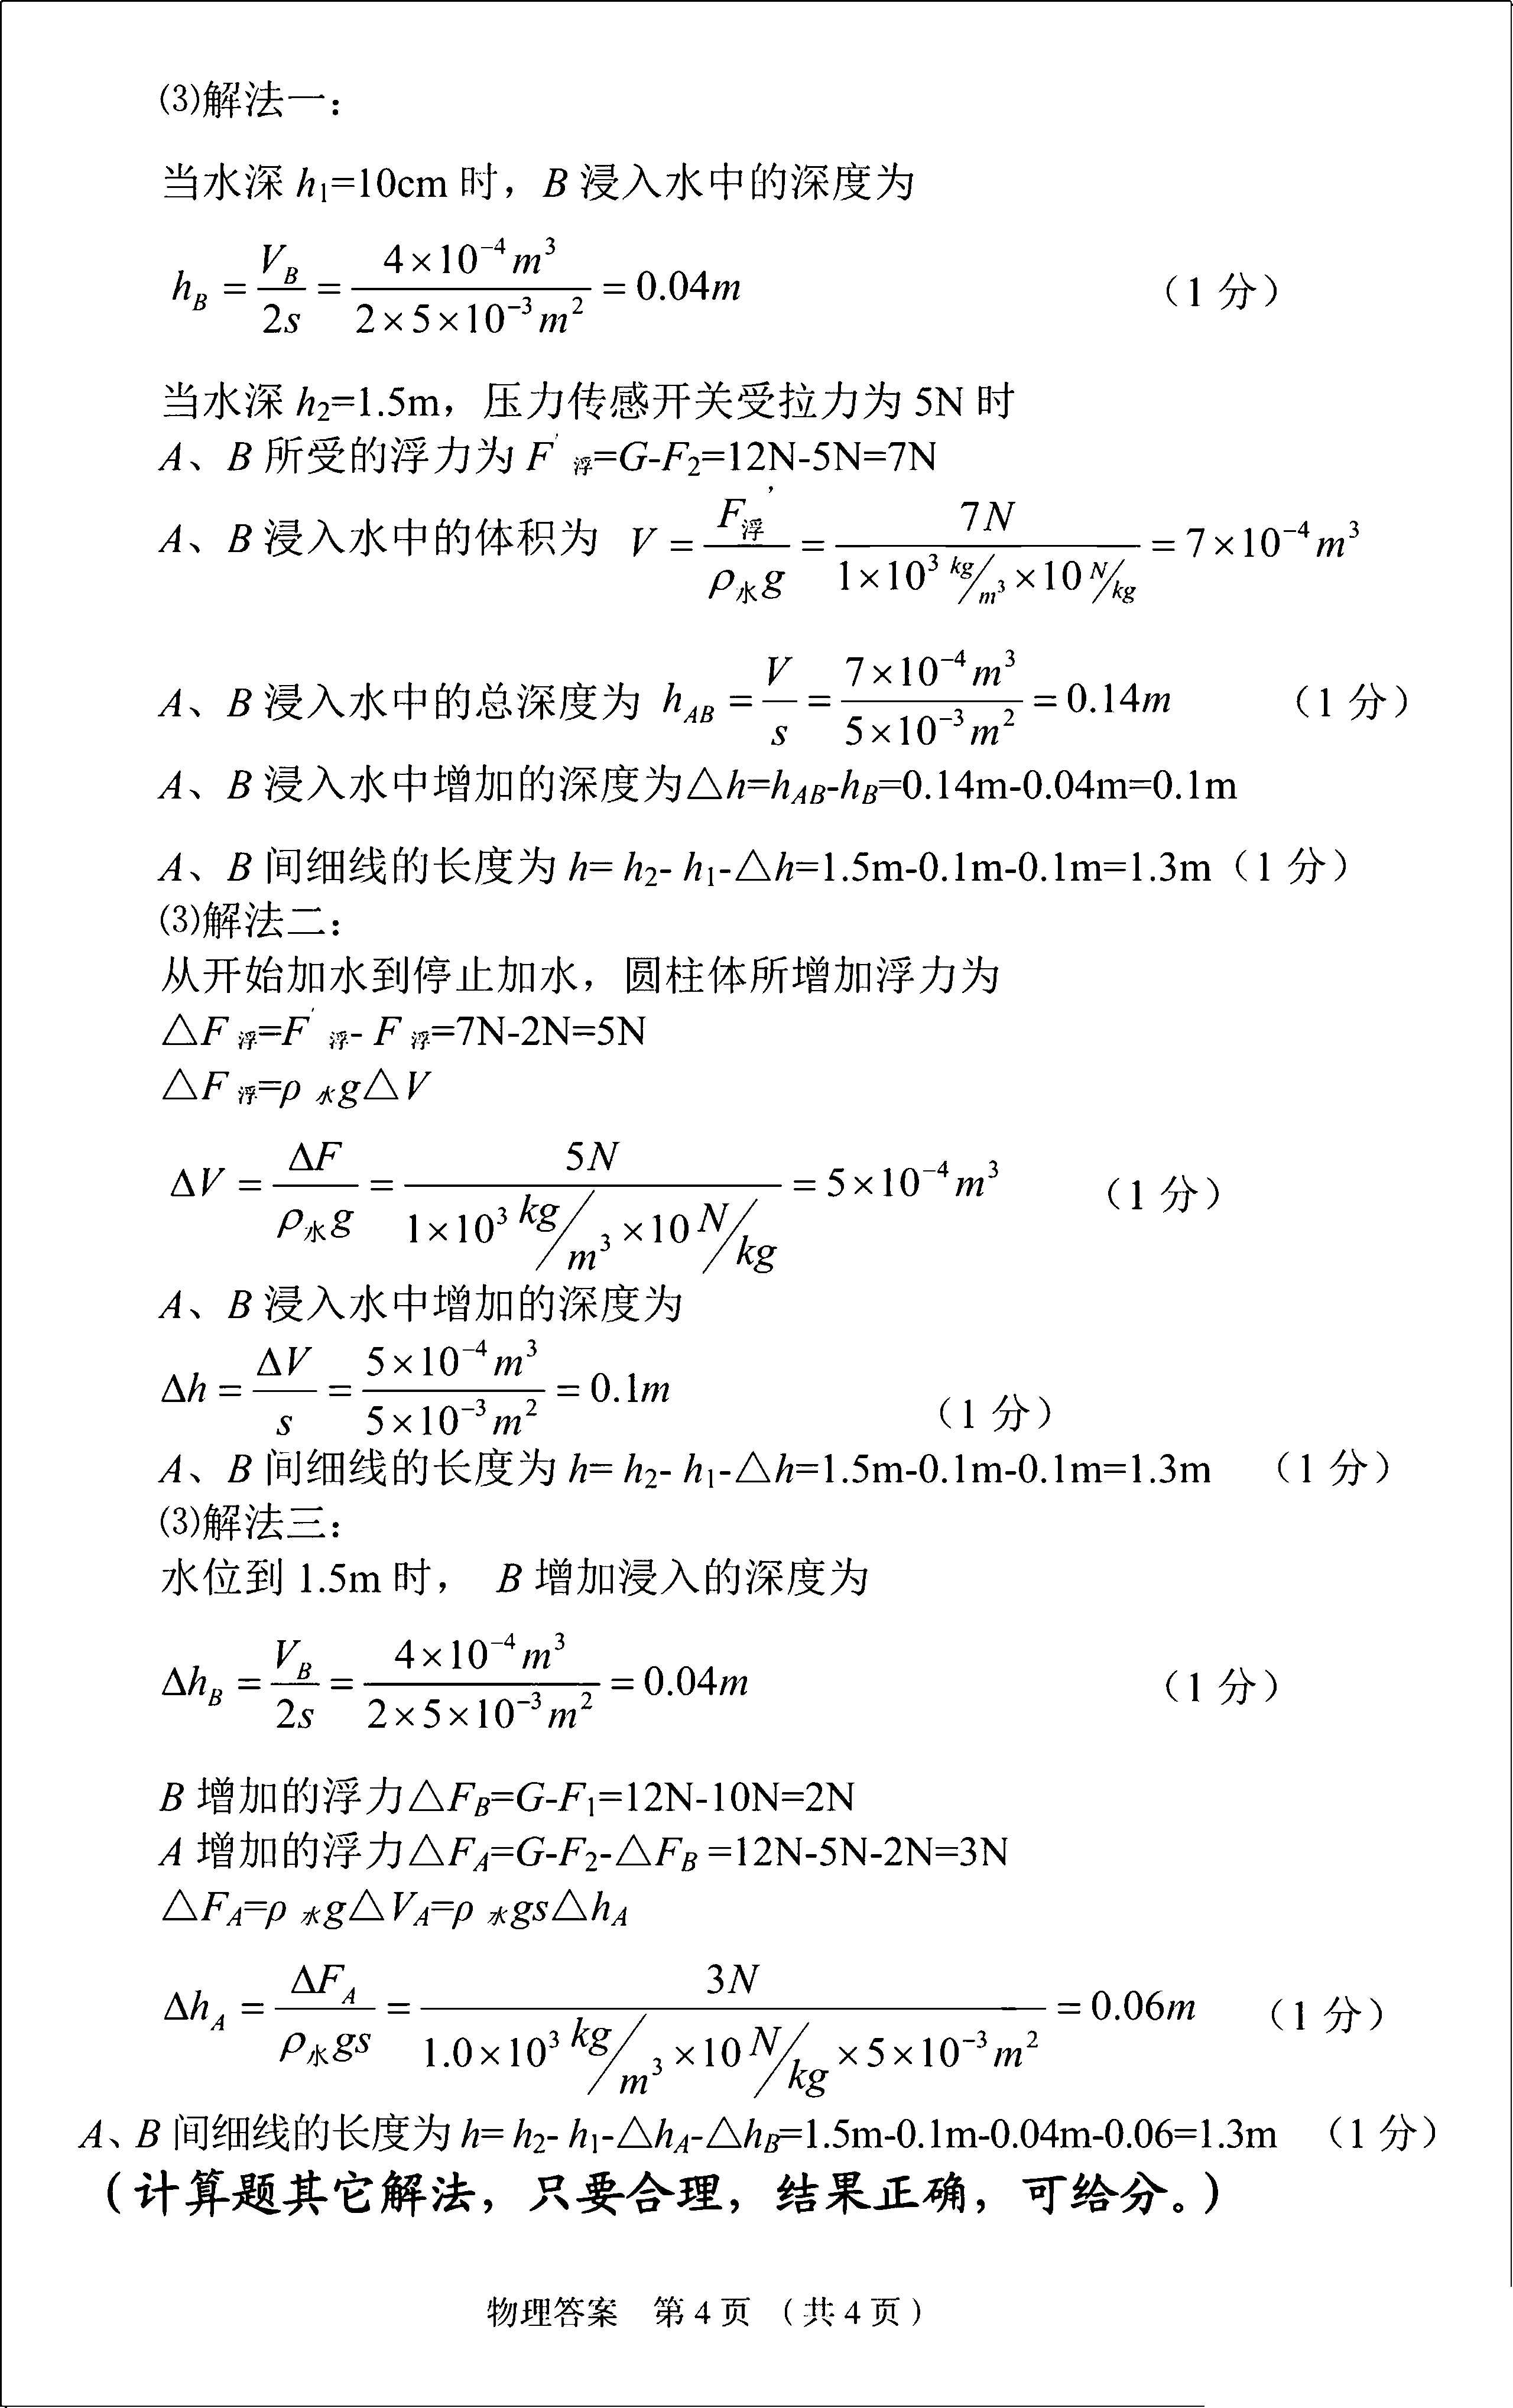 ⑶解法一：
当水深 h₁=10cm 时，B 浸入水中的深度为
h_B = V_B/2s = 4×10⁻⁴m³/2×5×10⁻³m² = 0.04m （1 分）
当水深 h₂=1.5m，压力传感开关受拉力为 5N 时
A、B 所受的浮力为 F′浮=G-F₂=12N-5N=7N
A、B 浸入水中的体积为 V = F浮′/ρ水g = 7N/1×10³kg/m³×10N/kg = 7×10⁻⁴m³
A、B 浸入水中的总深度为 h_AB = V/s = 7×10⁻⁴m³/5×10⁻³m² = 0.14m （1 分）
A、B 浸入水中增加的深度为△h=h_AB-h_B=0.14m-0.04m=0.1m
A、B 间细线的长度为 h= h₂- h₁-△h=1.5m-0.1m-0.1m=1.3m（1 分）
⑶解法二：
从开始加水到停止加水，圆柱体所增加浮力为
△F浮=F′浮- F浮=7N-2N=5N
△F浮=ρ水g△V
ΔV = ΔF/ρ水g = 5N/1×10³kg/m³×10N/kg = 5×10⁻⁴m³ （1 分）
A、B 浸入水中增加的深度为
Δh = ΔV/s = 5×10⁻⁴m³/5×10⁻³m² = 0.1m （1 分）
A、B 间细线的长度为 h= h₂- h₁-△h=1.5m-0.1m-0.1m=1.3m （1 分）
⑶解法三：
水位到 1.5m 时， B 增加浸入的深度为
Δh_B = V_B/2s = 4×10⁻⁴m³/2×5×10⁻³m² = 0.04m （1 分）
B 增加的浮力△F_B=G-F₁=12N-10N=2N
A 增加的浮力△F_A=G-F₂-△F_B =12N-5N-2N=3N
△F_A=ρ水g△V_A=ρ水gs△h_A
Δh_A = ΔF_A/ρ水gs = 3N/1.0×10³kg/m³×10N/kg×5×10⁻³m² = 0.06m （1 分）
A、B 间细线的长度为 h= h₂- h₁-△h_A-△h_B=1.5m-0.1m-0.04m-0.06=1.3m （1 分）
（计算题其它解法，只要合理，结果正确，可给分。）
物理答案 第 4 页 （共 4 页）